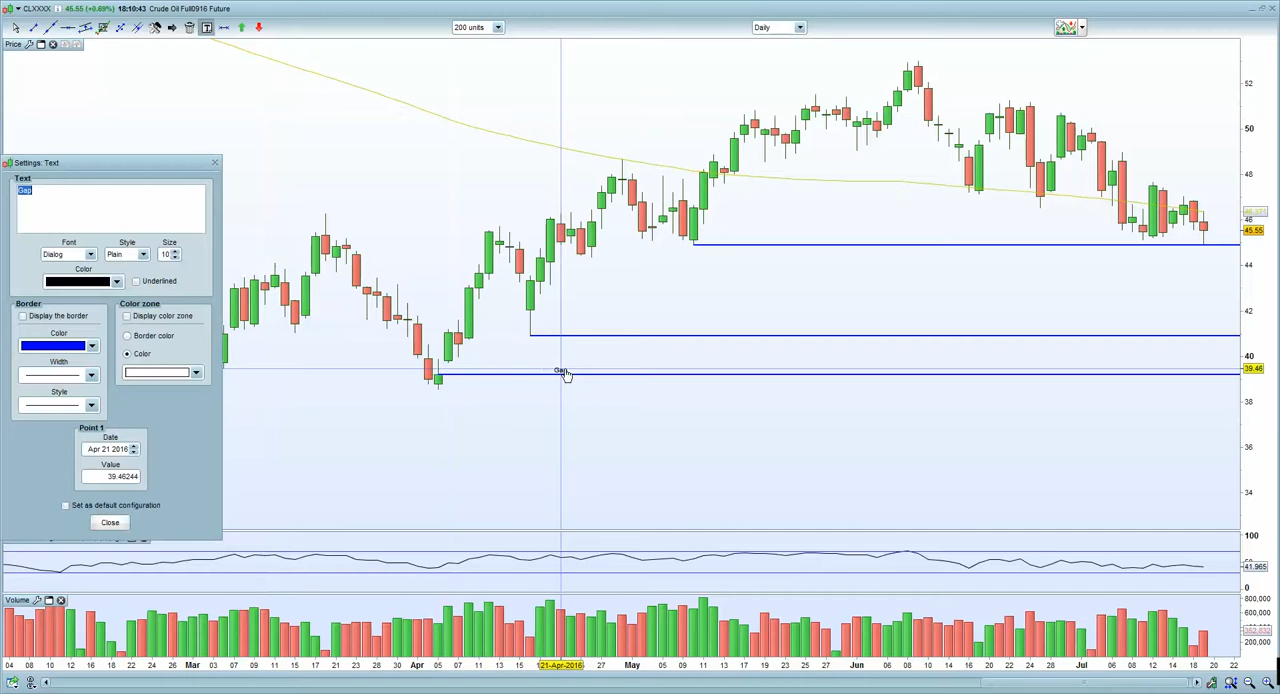 CLXXXX 45.55 (+0.69%) 18:10:43 Crude Oil Full0916 Future
200 units Daily
Price
Settings: Text
Text
Gap
Font Style Size
Dialog Plain 10
Color
Underlined
Border Color zone
Display the border Display color zone
Color Border color
Color
Width
Style
Point 1
Date
Apr 21 2016
Value
39.46244
Set as default configuration
Close
Gap
52
50
48
46
45.55
44
42
40
39.46
38
36
34
100
41.965
0
Volume
800,000
600,000
400,000
200,000
04 08 10 12 16 18 22 24 26 Mar 03 07 09 11 15 17 21 23 28 30 Apr 05 07 11 13 15 21-Apr-2016 27 May 05 09 11 13 17 19 23 25 27 Jun 06 08 10 14 16 20 22 24 28 Jul 06 08 12 14 18 20 22